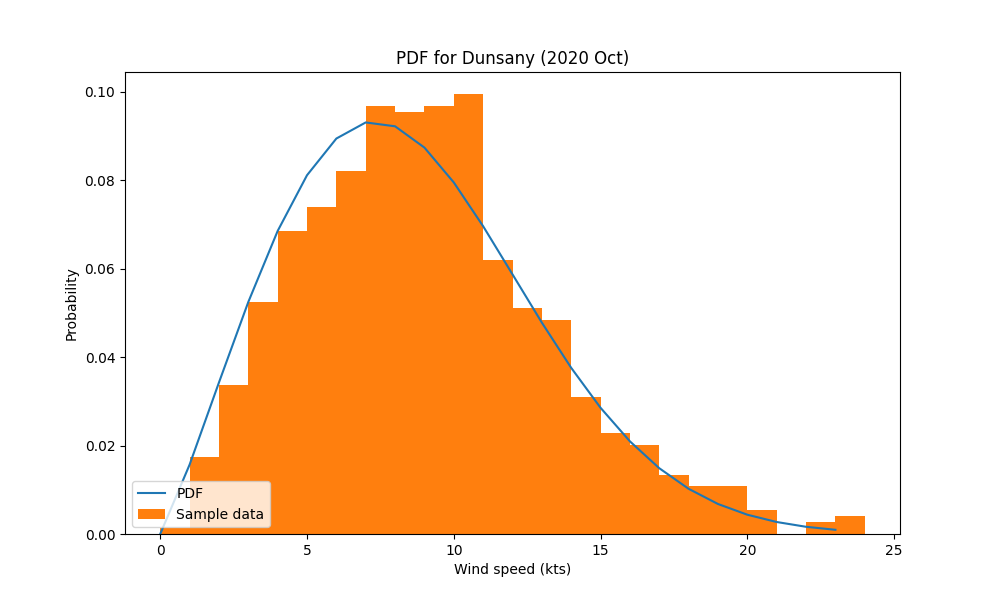 PDF for Dunsany (2020 Oct)
0.10
0.08
0.06
0.04
0.02
0.00
Probability
PDF
Sample data
0 5 10 15 20 25
Wind speed (kts)